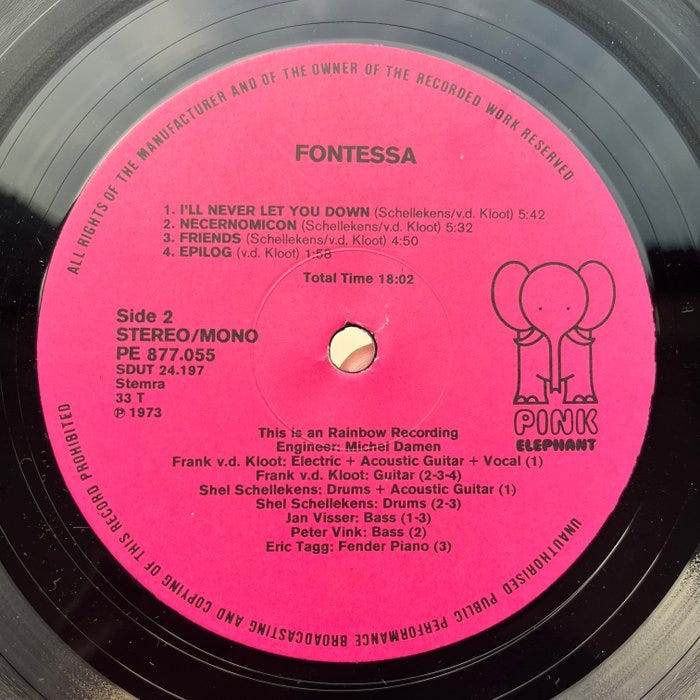 ALL RIGHTS OF THE MANUFACTURER AND OF THE OWNER OF THE RECORDED WORK RESERVED
FONTESSA
1. I'LL NEVER LET YOU DOWN (Schellekens/v.d. Kloot) 5:42
2. NECERNOMICON (Schellekens/v.d. Kloot) 5:32
3. FRIENDS (Schellekens/v.d. Kloot) 4:50
4. EPILOG (v.d. Kloot) 1:58
Total Time 18:02
Side 2
STEREO/MONO
PE 877.055
SDUT 24.197
Stemra
33 T
℗ 1973
PINK
ELEPHANT
This is an Rainbow Recording
Engineer: Michel Damen
Frank v.d. Kloot: Electric + Acoustic Guitar + Vocal (1)
Frank v.d. Kloot: Guitar (2-3-4)
Shel Schellekens: Drums + Acoustic Guitar (1)
Shel Schellekens: Drums (2-3)
Jan Visser: Bass (1-3)
Peter Vink: Bass (2)
Eric Tagg: Fender Piano (3)
UNAUTHORISED PUBLIC PERFORMANCE BROADCASTING AND COPYING OF THIS RECORD PROHIBITED